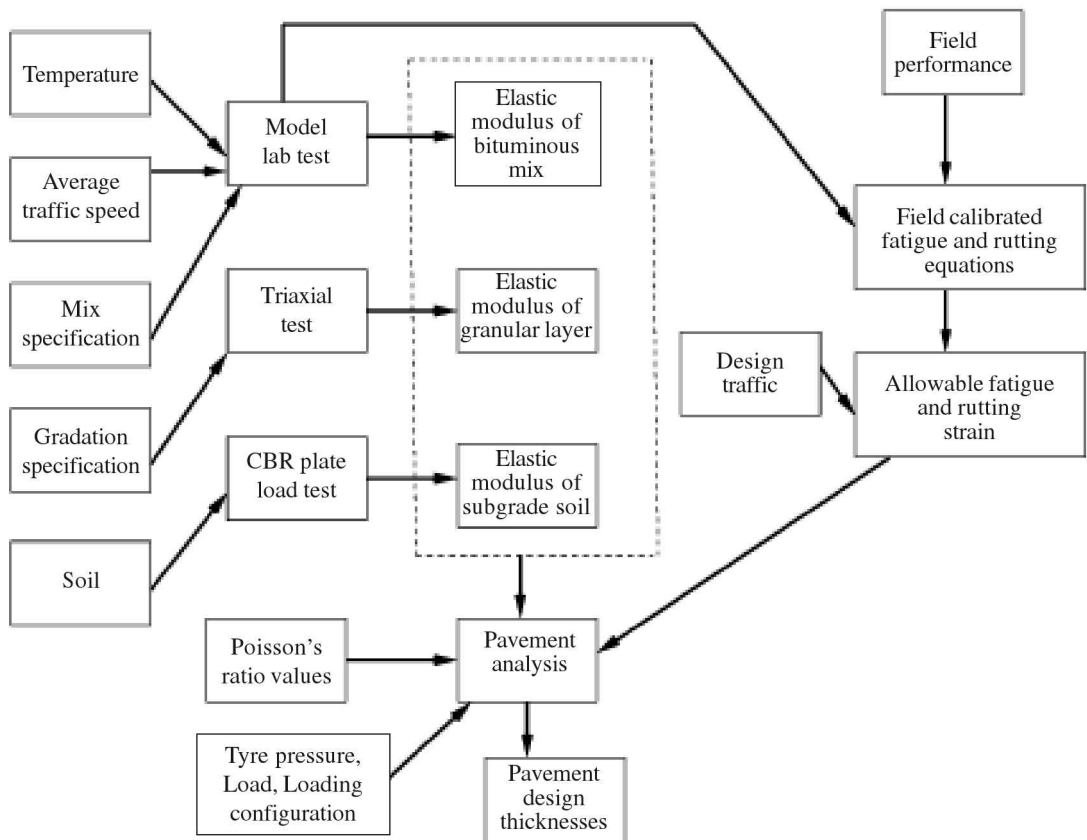 Temperature
Average
traffic speed
Mix
specification
Gradation
specification
Soil
Model
lab test
Triaxial
test
CBR plate
load test
Elastic
modulus of
bituminous
mix
Elastic
modulus of
granular layer
Elastic
modulus of
subgrade soil
Field
performance
Field calibrated
fatigue and rutting
equations
Design
traffic
Allowable fatigue
and rutting
strain
Poisson's
ratio values
Pavement
analysis
Tyre pressure,
Load, Loading
configuration
Pavement
design
thicknesses